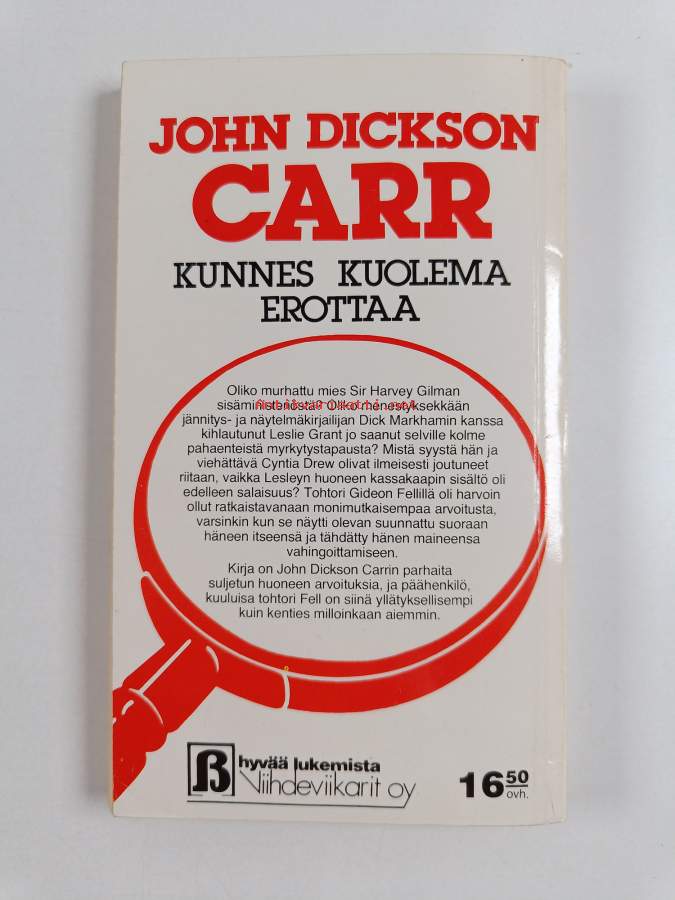 JOHN DICKSON
CARR
KUNNES KUOLEMA
EROTTAA
Oliko murhattu mies Sir Harvey Gilman
sisäministeriöstä? Oliko menestyksekkään
jännitys- ja näytelmäkirjailijan Dick Markhamin kanssa
kihlautunut Leslie Grant jo saanut selville kolme
pahaenteistä myrkytystapausta? Mistä syystä hän ja
viehättävä Cyntia Drew olivat ilmeisesti joutuneet
riitaan, vaikka Lesleyn huoneen kassakaapin sisältö oli
edelleen salaisuus? Tohtori Gideon Fellillä oli harvoin
ollut ratkaistavanaan monimutkaisempaa arvoitusta,
varsinkin kun se näytti olevan suunnattu suoraan
häneen itseensä ja tähdätty hänen maineensa
vahingoittamiseen.
Kirja on John Dickson Carrin parhaita
suljetun huoneen arvoituksia, ja päähenkilö,
kuuluisa tohtori Fell on siinä yllätyksellisempi
kuin kenties milloinkaan aiemmin.
hyvää lukemista
Viihdeviikarit oy
16 50
ovh.